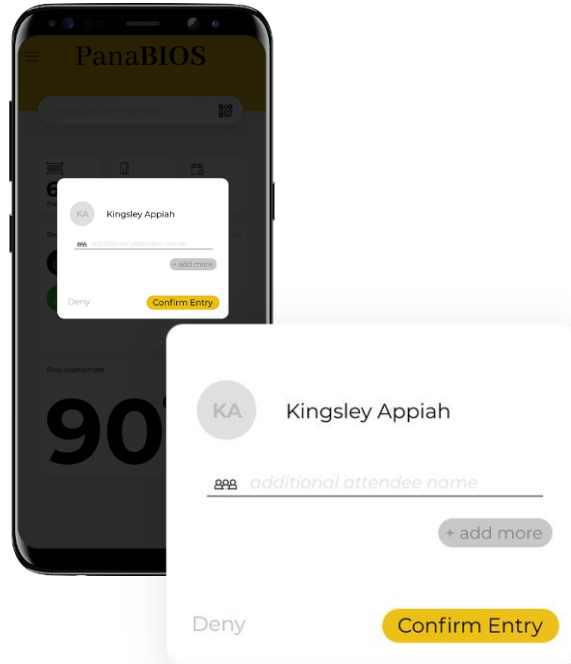 PanaBIOS
KA
Kingsley Appiah
additional attendee name
+ add more
Deny
Confirm Entry
Risk assessment
90
KA
Kingsley Appiah
additional attendee name
+ add more
Deny
Confirm Entry